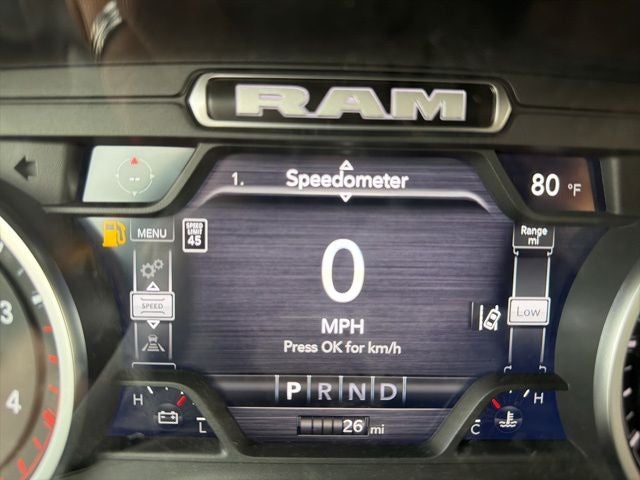 RAM
1. Speedometer
80 °F
MENU
SPEED LIMIT 45
Range mi
0
SPEED
Low
MPH
Press OK for km/h
3
4
P R N D
H
L
26 mi
C
H